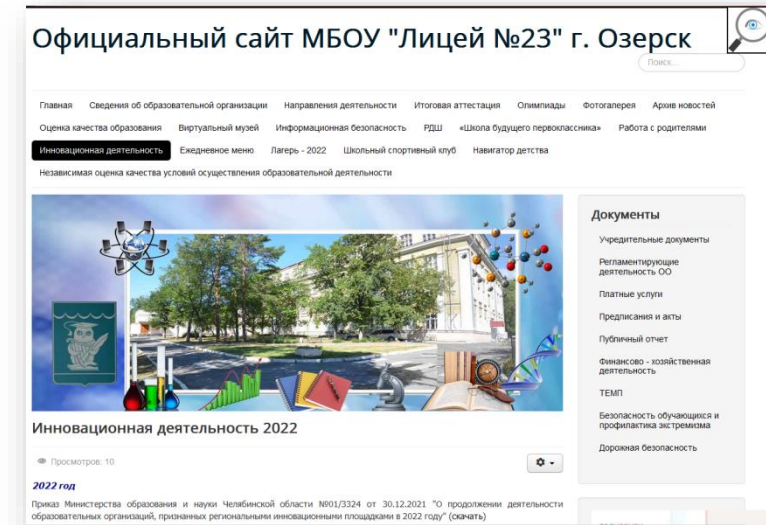 Официальный сайт МБОУ "Лицей №23" г. Озерск
Поиск...
Главная Сведения об образовательной организации Направления деятельности Итоговая аттестация Олимпиады Фотогалерея Архив новостей
Оценка качества образования Виртуальный музей Информационная безопасность РДШ «Школа будущего первоклассника» Работа с родителями
Инновационная деятельность Ежедневное меню Лагерь - 2022 Школьный спортивный клуб Навигатор детства
Независимая оценка качества условий осуществления образовательной деятельности
Документы
Учредительные документы
Регламентирующие
деятельность ОО
Платные услуги
Предписания и акты
Публичный отчет
Финансово - хозяйственная
деятельность
ТЕМП
Безопасность обучающихся и
профилактика экстремизма
Дорожная безопасность
Инновационная деятельность 2022
Просмотров: 10
2022 год
Приказ Министерства образования и науки Челябинской области №01/3324 от 30.12.2021 "О продолжении деятельности
образовательных организаций, признанных региональными инновационными площадками в 2022 году" (скачать)